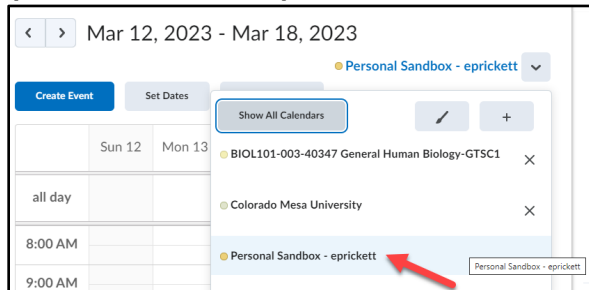 Mar 12, 2023 - Mar 18, 2023
Personal Sandbox - eprickett
Create Event
Set Dates
Show All Calendars
+
Sun 12
Mon 13
BIOL101-003-40347 General Human Biology-GTSC1
all day
Colorado Mesa University
8:00 AM
Personal Sandbox - eprickett
Personal Sandbox - eprickett
9:00 AM